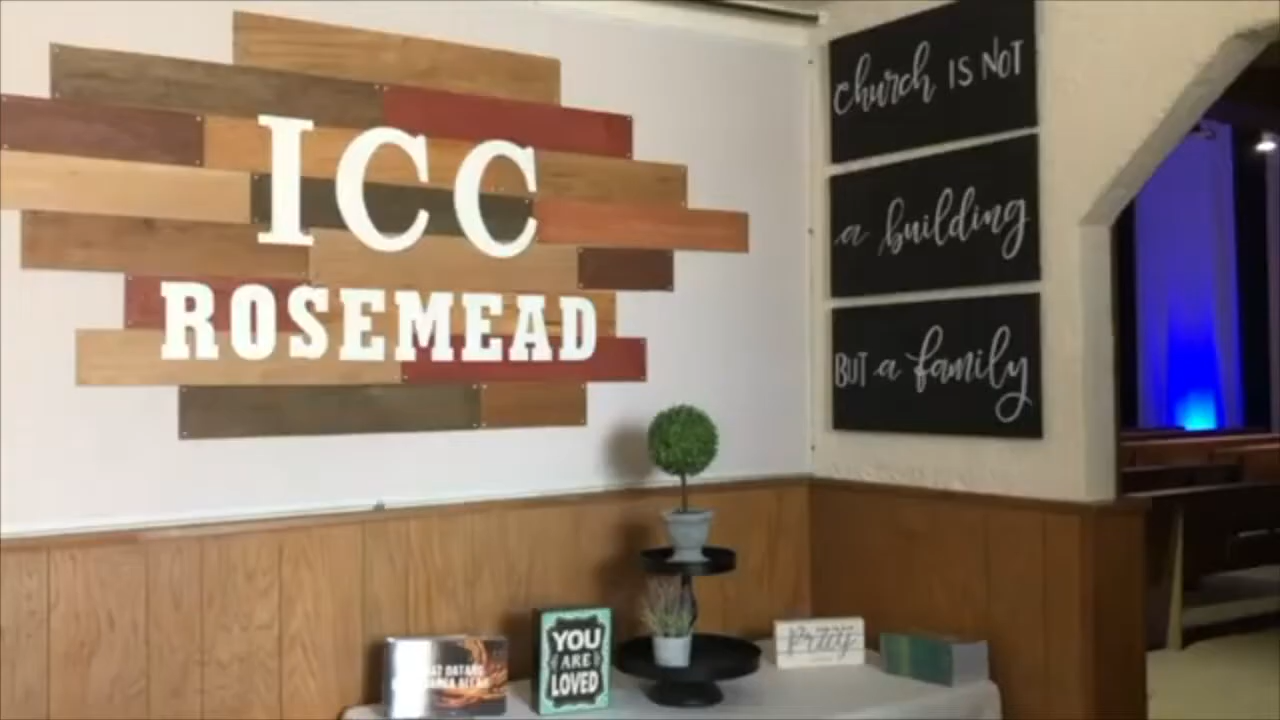 ICC
ROSEMEAD
church IS NOT
a building
BUT a family
YOU
ARE
LOVED
Pray